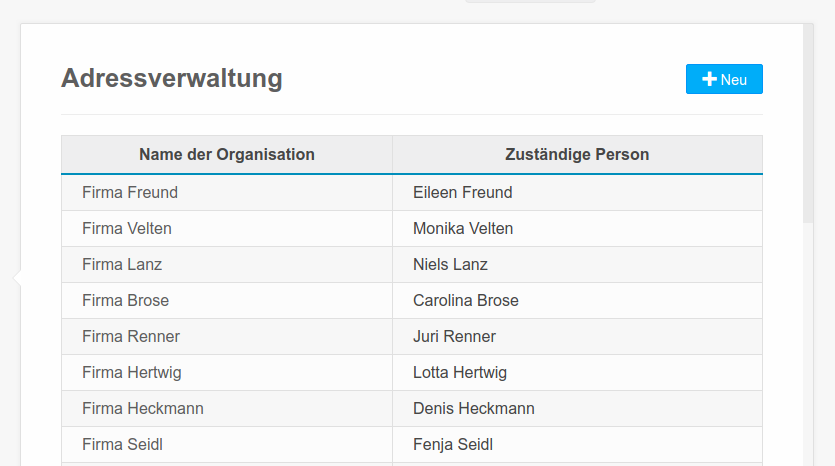 Adressverwaltung
Neu
Name der Organisation Zuständige Person
Firma Freund Eileen Freund
Firma Velten Monika Velten
Firma Lanz Niels Lanz
Firma Brose Carolina Brose
Firma Renner Juri Renner
Firma Hertwig Lotta Hertwig
Firma Heckmann Denis Heckmann
Firma Seidl Fenja Seidl